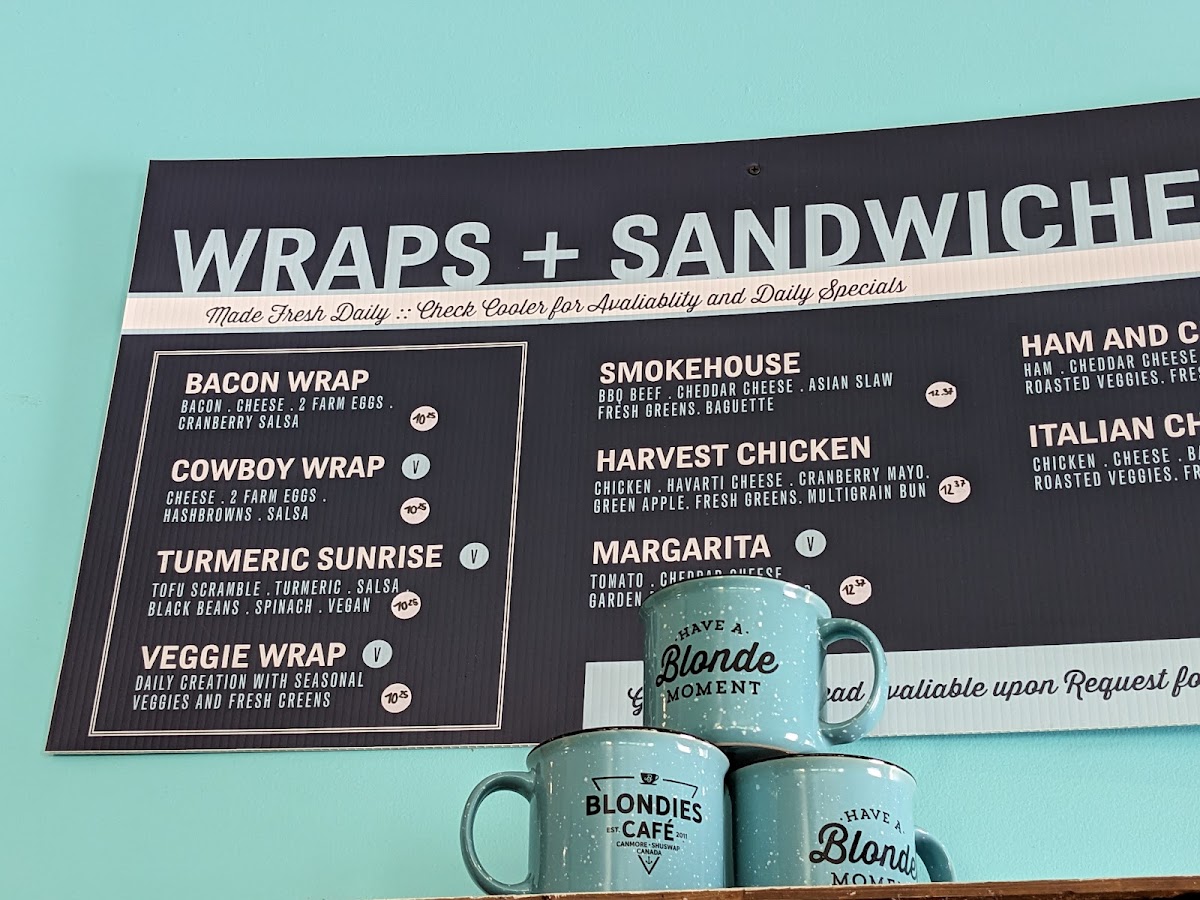 WRAPS + SANDWICHE
Made Fresh Daily :: Check Cooler for Avaliablity and Daily Specials
BACON WRAP
BACON . CHEESE . 2 FARM EGGS .
CRANBERRY SALSA
10 25
COWBOY WRAP V
CHEESE . 2 FARM EGGS .
HASHBROWNS . SALSA
10 25
TURMERIC SUNRISE V
TOFU SCRAMBLE . TURMERIC . SALSA
BLACK BEANS . SPINACH . VEGAN
10 25
VEGGIE WRAP V
DAILY CREATION WITH SEASONAL
VEGGIES AND FRESH GREENS
10 25
SMOKEHOUSE
BBQ BEEF . CHEDDAR CHEESE . ASIAN SLAW
FRESH GREENS. BAGUETTE
12.37
HARVEST CHICKEN
CHICKEN . HAVARTI CHEESE . CRANBERRY MAYO.
GREEN APPLE. FRESH GREENS. MULTIGRAIN BUN
12 37
MARGARITA V
TOMATO . CHEDDAR CHEESE
GARDEN
12 37
HAM AND C
HAM . CHEDDAR CHEESE
ROASTED VEGGIES. FRES
ITALIAN CH
CHICKEN . CHEESE . BA
ROASTED VEGGIES. FR
ead avaliable upon Request fo
·HAVE A·
Blonde
MOMENT
BLONDIES
EST. CAFÉ 2011
CANMORE · SHUSWAP
CANADA
·HAVE A·
Blonde
MOMENT